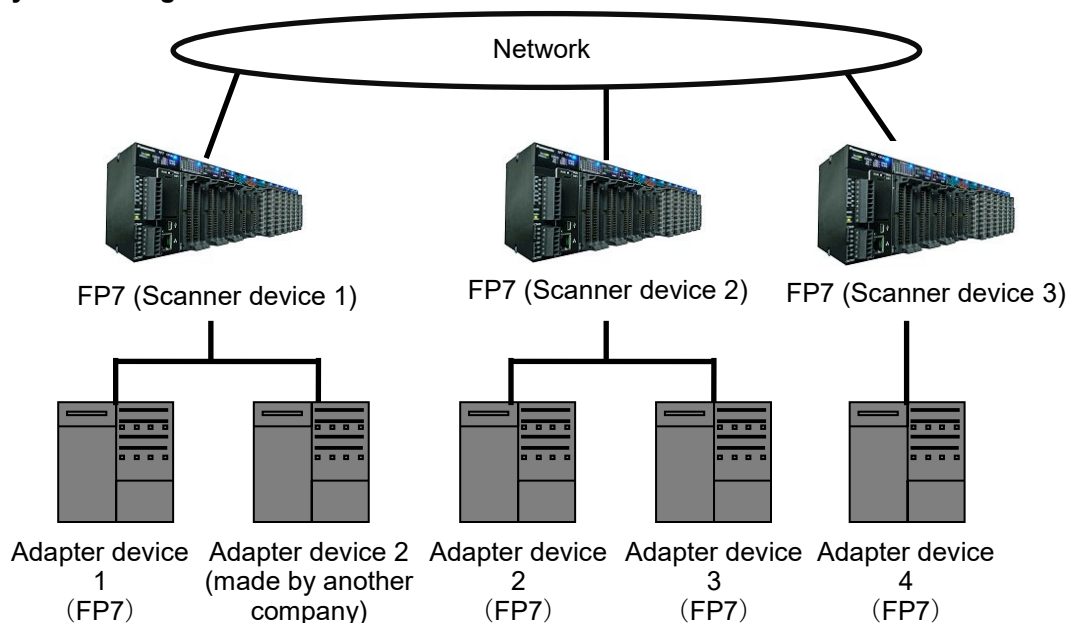 Network
FP7 (Scanner device 1)
FP7 (Scanner device 2)
FP7 (Scanner device 3)
Adapter device
1
（FP7）
Adapter device 2
(made by another
company)
Adapter device
2
（FP7）
Adapter device
3
（FP7）
Adapter device
4
（FP7）